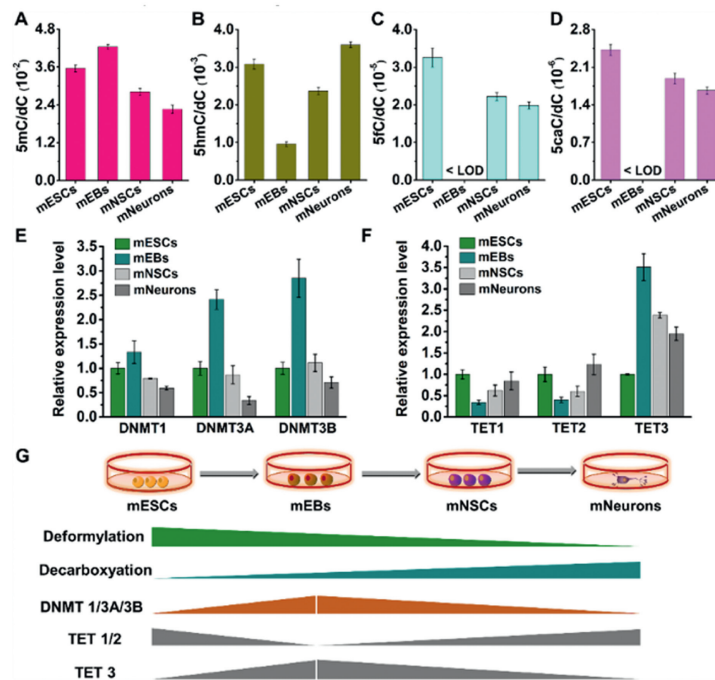 A
5mC/dC (10⁻²)
4.8
3.6
2.4
1.2
0.0
mESCs
mEBs
mNSCs
mNeurons
B
5hmC/dC (10⁻³)
4.0
3.0
2.0
1.0
0.0
mESCs
mEBs
mNSCs
mNeurons
C
5fC/dC (10⁻⁵)
4.0
3.0
2.0
1.0
0.0
< LOD
mESCs
mEBs
mNSCs
mNeurons
D
5caC/dC (10⁻⁶)
2.8
2.1
1.4
0.7
0.0
< LOD
mESCs
mEBs
mNSCs
mNeurons
E
Relative expression level
3.5
3.0
2.5
2.0
1.5
1.0
0.5
0.0
mESCs
mEBs
mNSCs
mNeurons
DNMT1 DNMT3A DNMT3B
F
Relative expression level
4.0
3.5
3.0
2.5
2.0
1.5
1.0
0.5
0.0
mESCs
mEBs
mNSCs
mNeurons
TET1 TET2 TET3
G
mESCs mEBs mNSCs mNeurons
Deformylation
Decarboxyation
DNMT 1/3A/3B
TET 1/2
TET 3